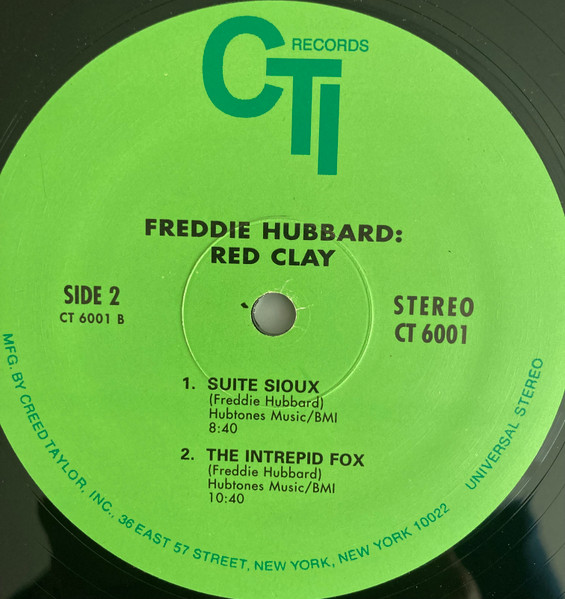 CTI RECORDS
FREDDIE HUBBARD:
RED CLAY
SIDE 2
CT 6001 B
STEREO
CT 6001
1. SUITE SIOUX
(Freddie Hubbard)
Hubtones Music/BMI
8:40
2. THE INTREPID FOX
(Freddie Hubbard)
Hubtones Music/BMI
10:40
MFG. BY CREED TAYLOR, INC., 36 EAST 57 STREET, NEW YORK, NEW YORK 10022
UNIVERSAL STEREO